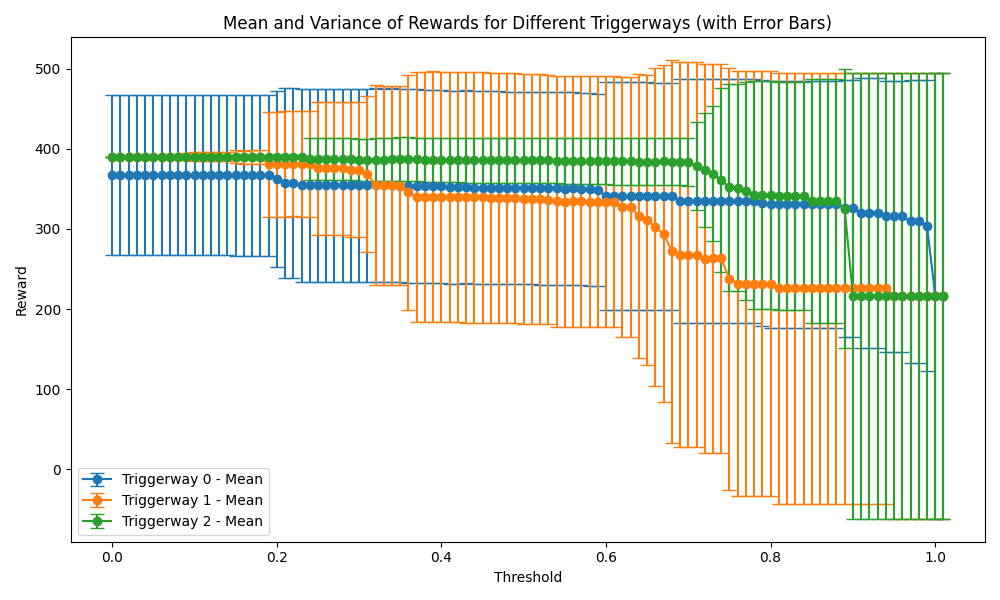 Mean and Variance of Rewards for Different Triggerways (with Error Bars)
500
400
300
200
100
0
Reward
Triggerway 0 - Mean
Triggerway 1 - Mean
Triggerway 2 - Mean
0.0
0.2
0.4
0.6
0.8
1.0
Threshold